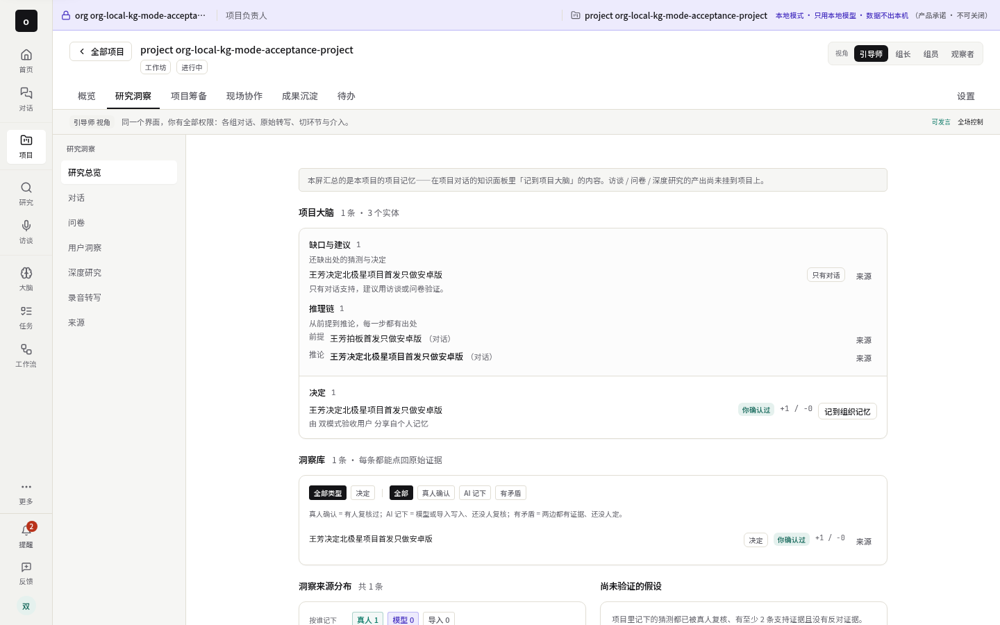 o
org org-local-kg-mode-accepta···
项目负责人
project org-local-kg-mode-acceptance-project
本地模式 · 只用本地模型 · 数据不出本机 （产品承诺 · 不可关闭）
首页
对话
项目
研究
访谈
大脑
任务
工作流
更多
2
提醒
反馈
双
全部项目
project org-local-kg-mode-acceptance-project
工作坊
进行中
视角
引导师
组长
组员
观察者
概览
研究洞察
项目筹备
现场协作
成果沉淀
待办
设置
引导师 视角
同一个界面，你有全部权限：各组对话、原始转写、切环节与介入。
可发言
全场控制
研究洞察
研究总览
对话
问卷
用户洞察
深度研究
录音转写
来源
本屏汇总的是本项目的项目记忆——在项目对话的知识面板里「记到项目大脑」的内容。访谈 / 问卷 / 深度研究的产出尚未挂到项目上。
项目大脑 1 条 · 3 个实体
缺口与建议 1
还缺出处的猜测与决定
王芳决定北极星项目首发只做安卓版
只有对话
来源
只有对话支持，建议用访谈或问卷验证。
推理链 1
从前提到推论，每一步都有出处
前提 王芳拍板首发只做安卓版 （对话）
来源
推论 王芳决定北极星项目首发只做安卓版 （对话）
来源
决定 1
王芳决定北极星项目首发只做安卓版
你确认过
+1 / -0
记到组织记忆
由 双模式验收用户 分享自个人记忆
洞察库 1 条 · 每条都能点回原始证据
全部类型
决定
全部
真人确认
AI 记下
有矛盾
真人确认 = 有人复核过；AI 记下 = 模型或导入写入、还没人复核；有矛盾 = 两边都有证据、还没人定。
王芳决定北极星项目首发只做安卓版
决定
你确认过
+1 / -0
来源
洞察来源分布 共 1 条
按谁记下
真人 1
模型 0
导入 0
尚未验证的假设
项目里记下的猜测都已被真人复核、有至少 2 条支持证据且没有反对证据。